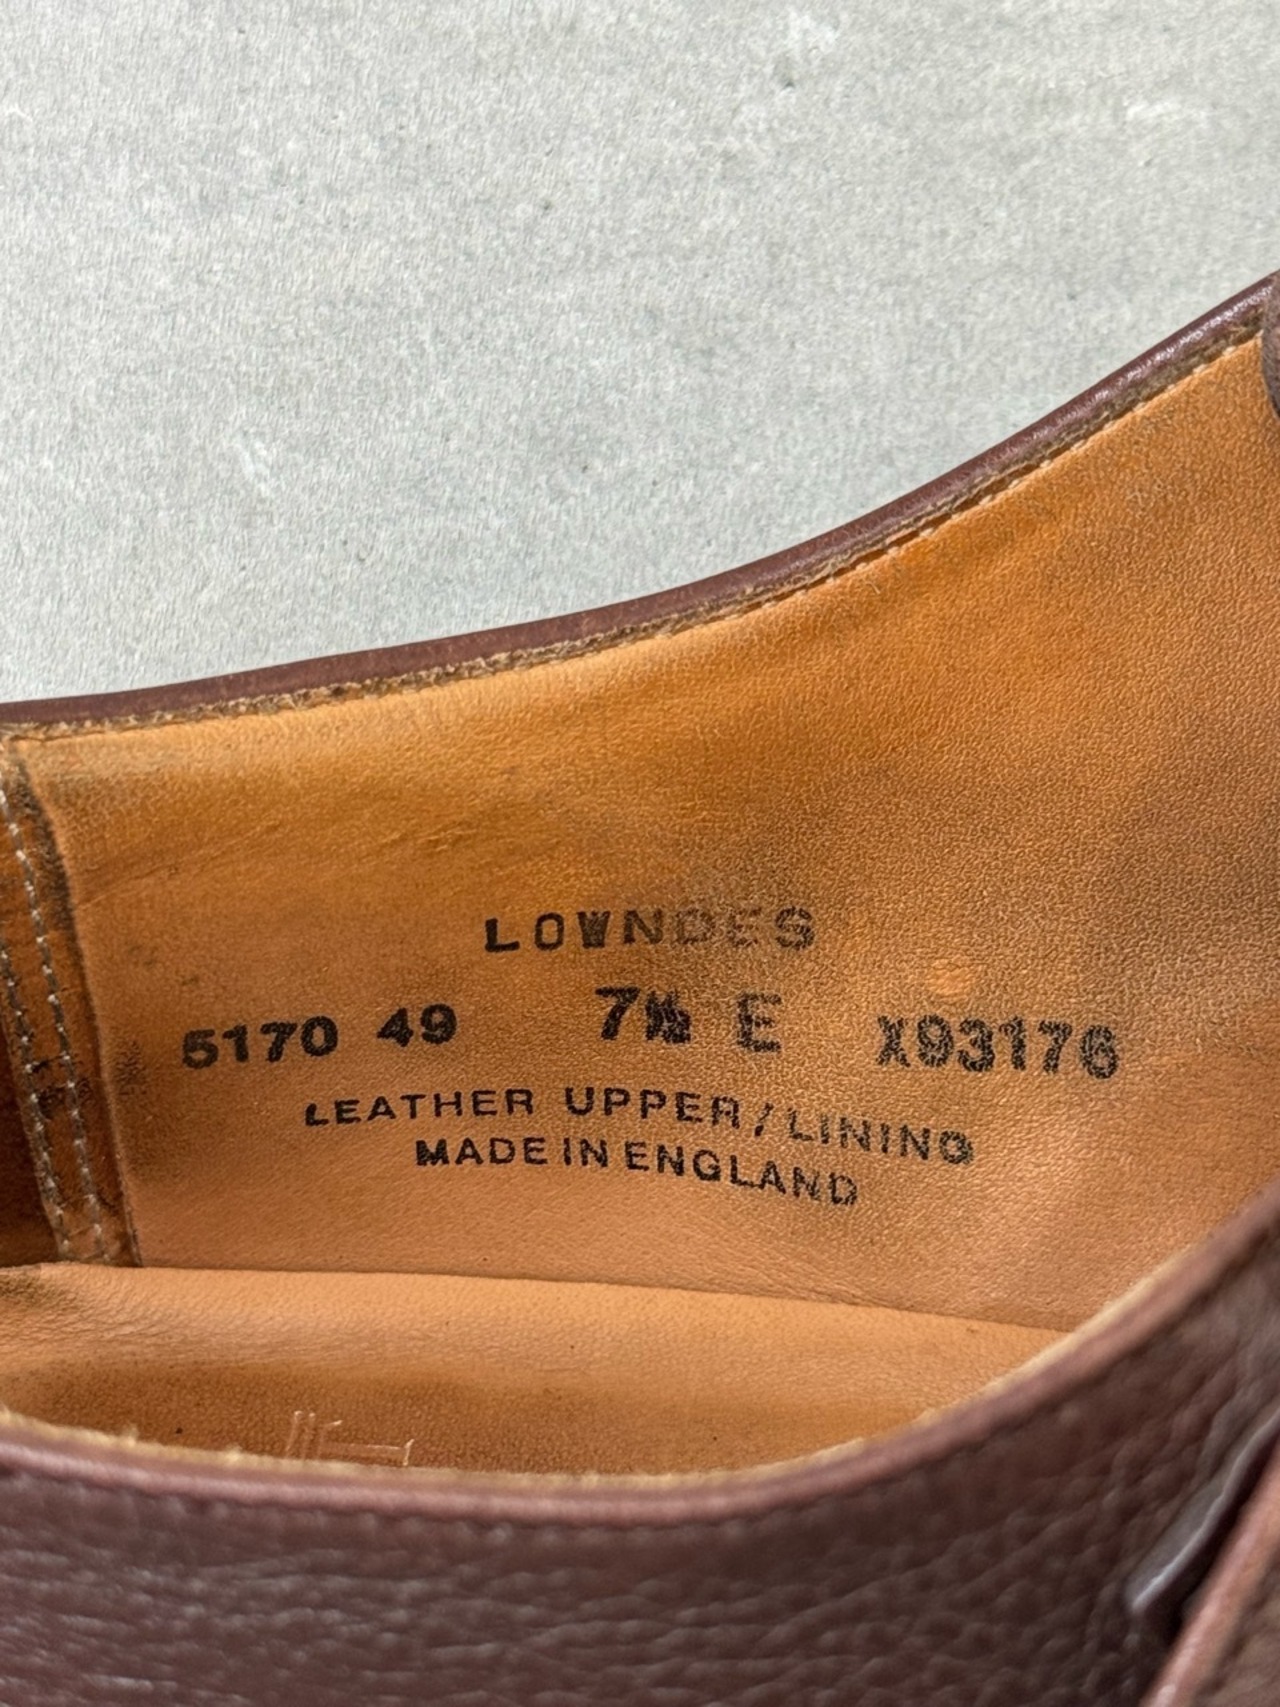 LOWNDES
5170 49 7½ E X93176
LEATHER UPPER/LINING
MADE IN ENGLAND